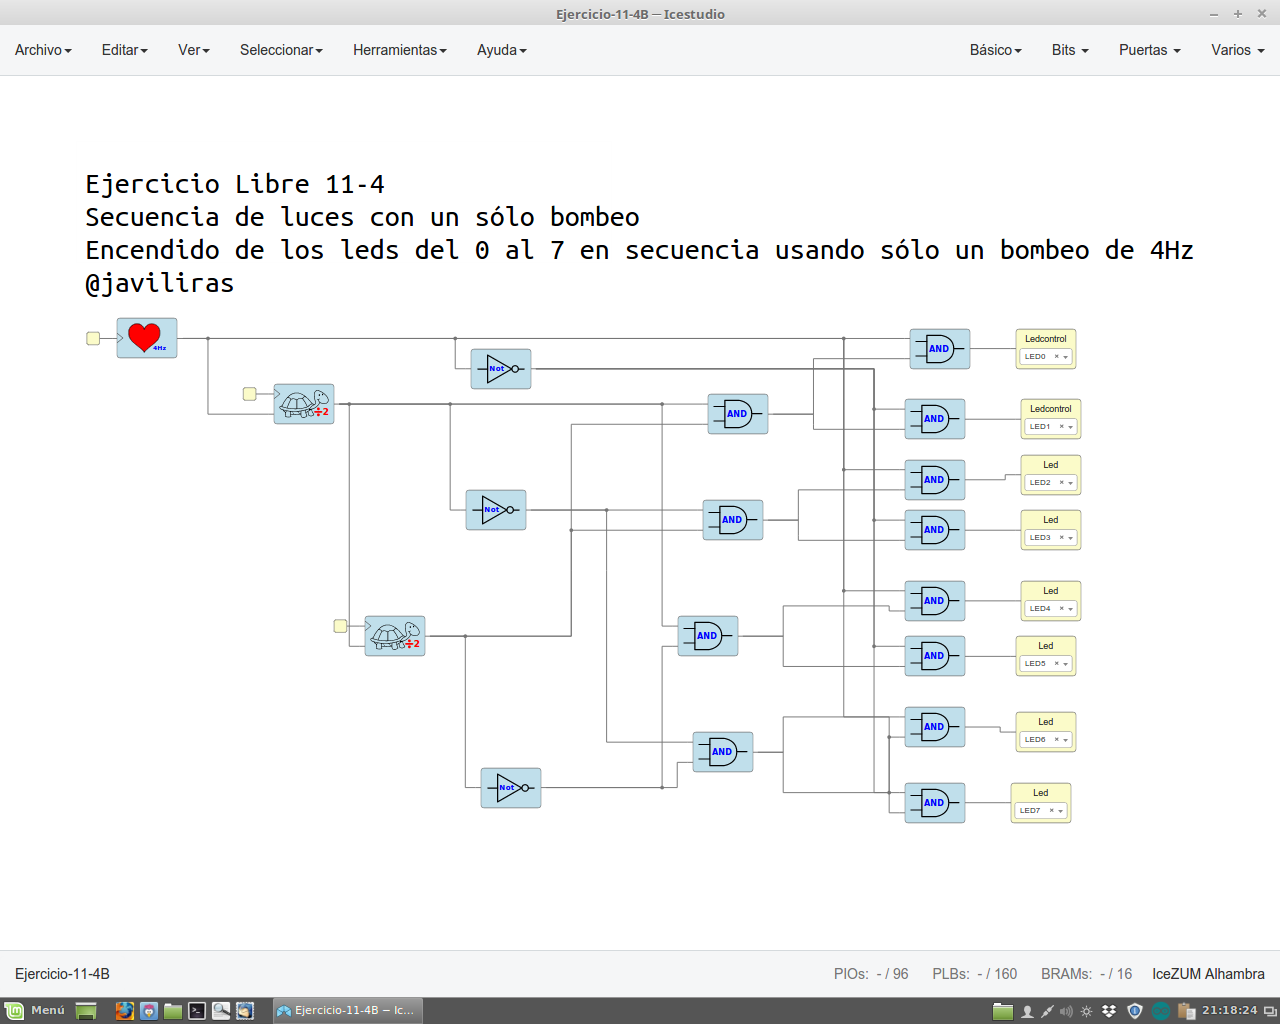 Ejercicio-11-4B — Icestudio
Archivo Editar Ver Seleccionar Herramientas Ayuda Básico Bits Puertas Varios
Ejercicio Libre 11-4
Secuencia de luces con un sólo bombeo
Encendido de los leds del 0 al 7 en secuencia usando sólo un bombeo de 4Hz
@javiliras
4Hz
÷2
÷2
Not
Not
Not
AND
AND
AND
AND
AND
AND
AND
AND
AND
AND
AND
AND
Ledcontrol
LED0
Ledcontrol
LED1
Led
LED2
Led
LED3
Led
LED4
Led
LED5
Led
LED6
Led
LED7
Ejercicio-11-4B PIOs: - / 96 PLBs: - / 160 BRAMs: - / 16 IceZUM Alhambra
Menú Ejercicio-11-4B — Ic... 21:18:24